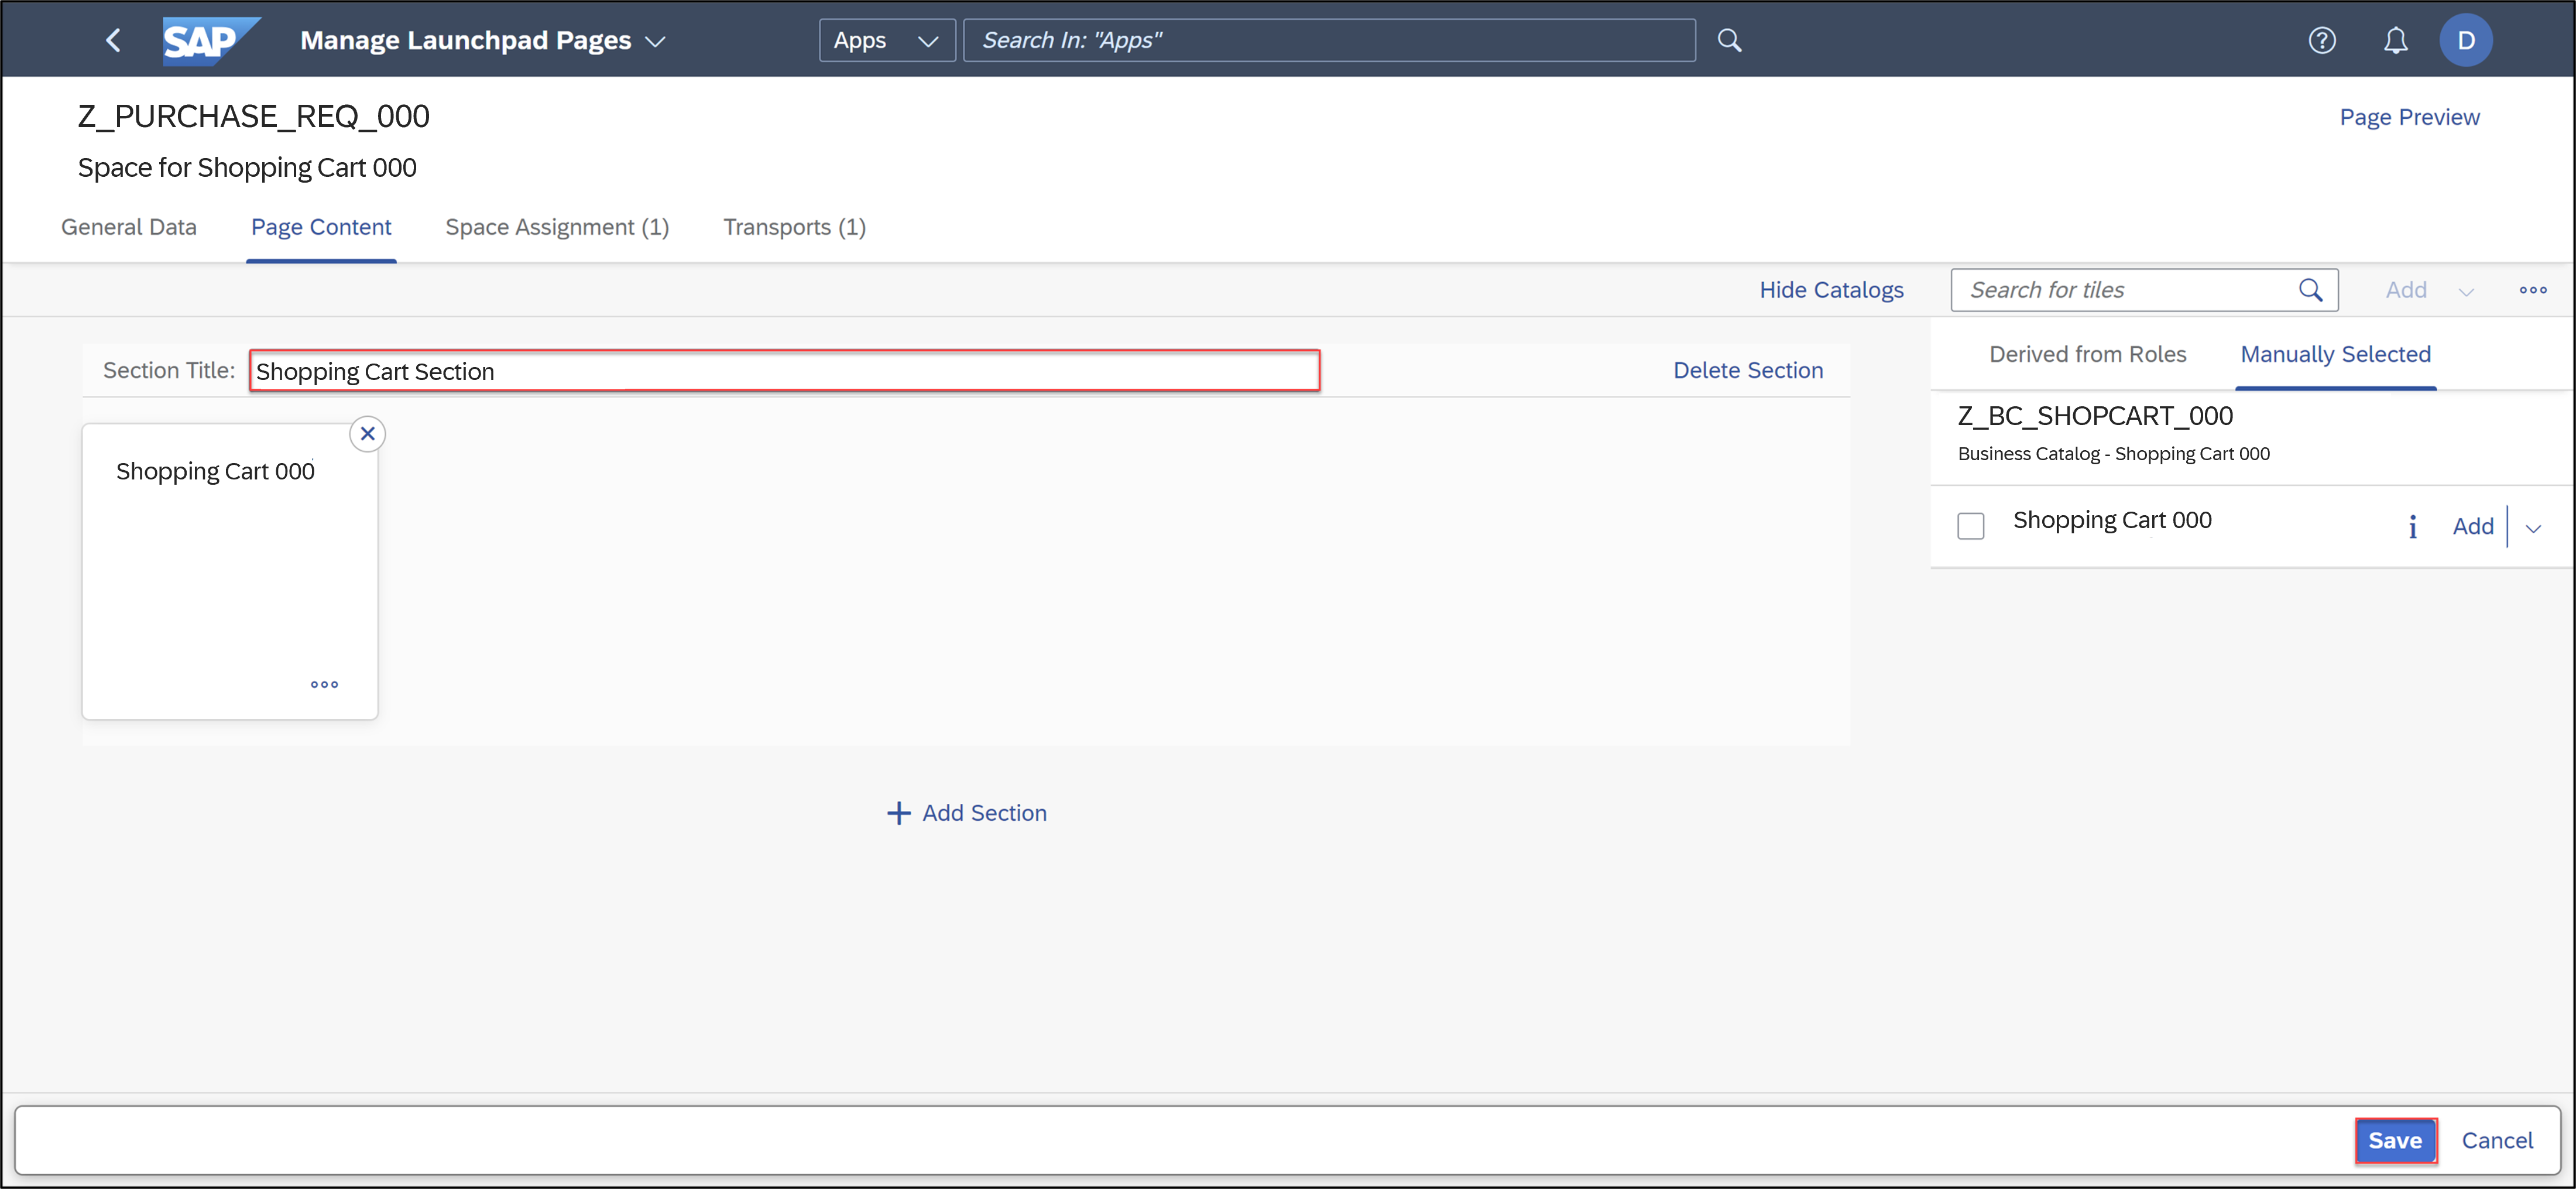 SAP Manage Launchpad Pages Apps Search In: "Apps" D
Z_PURCHASE_REQ_000 Page Preview
Space for Shopping Cart 000
General Data Page Content Space Assignment (1) Transports (1)
Hide Catalogs Search for tiles Add
Section Title: Shopping Cart Section Delete Section
Derived from Roles Manually Selected
Z_BC_SHOPCART_000
Business Catalog - Shopping Cart 000
Shopping Cart 000
Shopping Cart 000 i Add
Add Section
Save Cancel